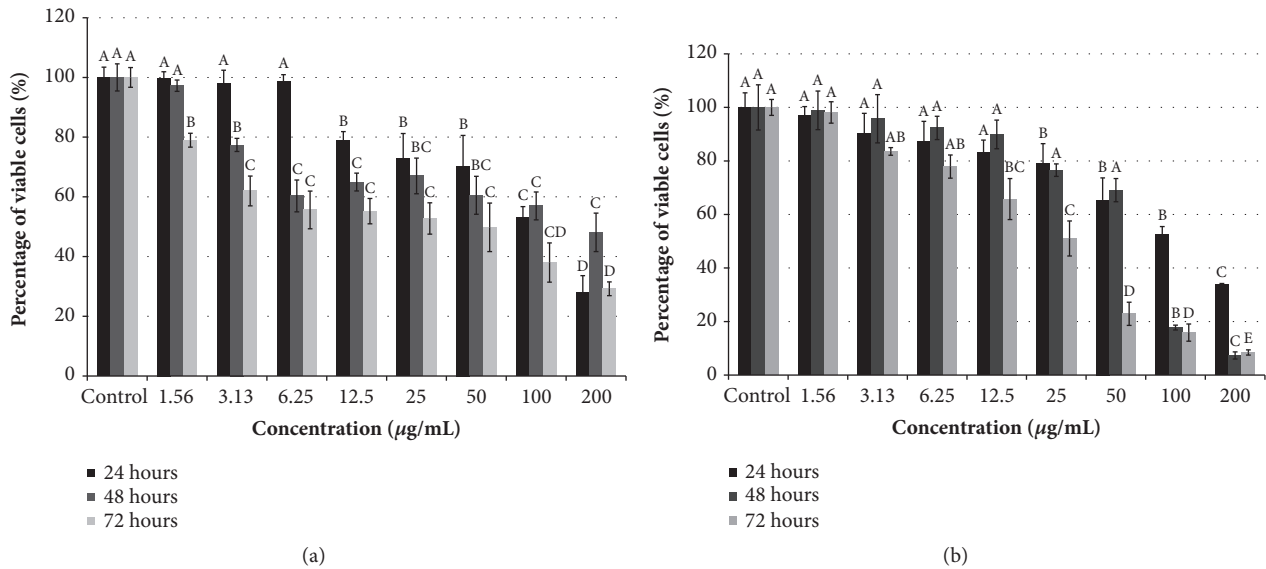 120
100
80
60
40
20
0
Percentage of viable cells (%)
A A A
A A B
A B C
A C C
B C C
B BC C
B BC C
C C CD
D C D
Control 1.56 3.13 6.25 12.5 25 50 100 200
Concentration (μg/mL)
24 hours
48 hours
72 hours
(a)
120
100
80
60
40
20
0
Percentage of viable cells (%)
A A A
A A A
A A AB
A A AB
A A BC
B A C
B A D
B B D
C C E
Control 1.56 3.13 6.25 12.5 25 50 100 200
Concentration (μg/mL)
24 hours
48 hours
72 hours
(b)